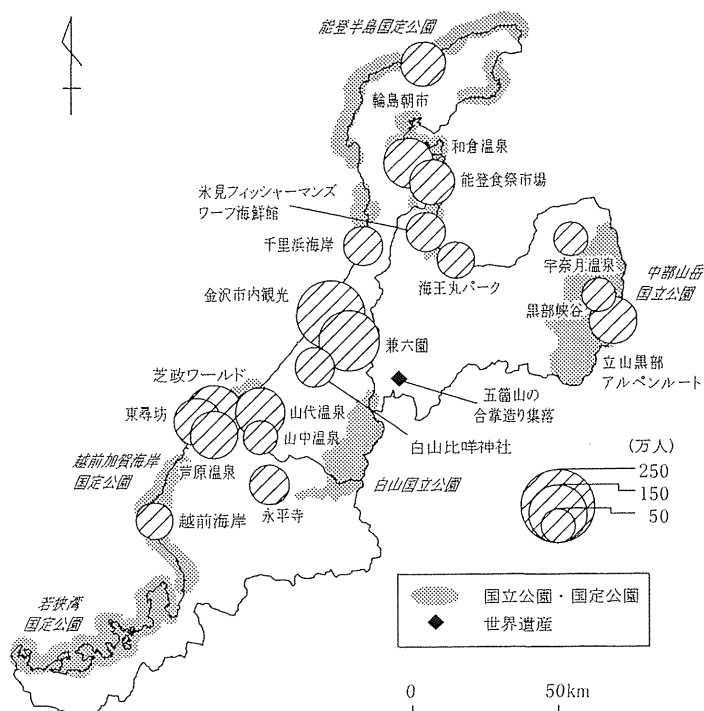 能登半島国定公園
輪島朝市
和倉温泉
能登食祭市場
氷見フィッシャーマンズ
ワーフ海鮮館
千里浜海岸
海王丸パーク
宇奈月温泉
中部山岳
国立公園
黒部峡谷
立山黒部
アルペンルート
金沢市内観光
兼六園
五箇山の
合掌造り集落
芝政ワールド
東尋坊
山代温泉
山中温泉
白山比咩神社
芦原温泉
越前加賀海岸
国定公園
白山国立公園
永平寺
越前海岸
若狭湾
国定公園
(万人)
250
150
50
国立公園・国定公園
世界遺産
0 50km